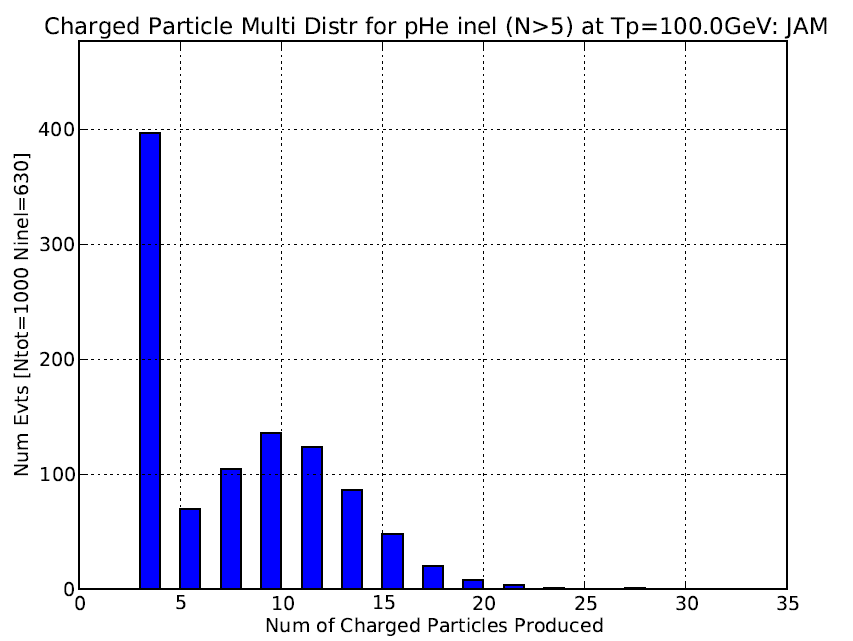 Charged Particle Multi Distr for pHe inel (N>5) at Tp=100.0GeV: JAM
Num Evts [Ntot=1000 Ninel=630]
400
300
200
100
0
0 5 10 15 20 25 30 35
Num of Charged Particles Produced